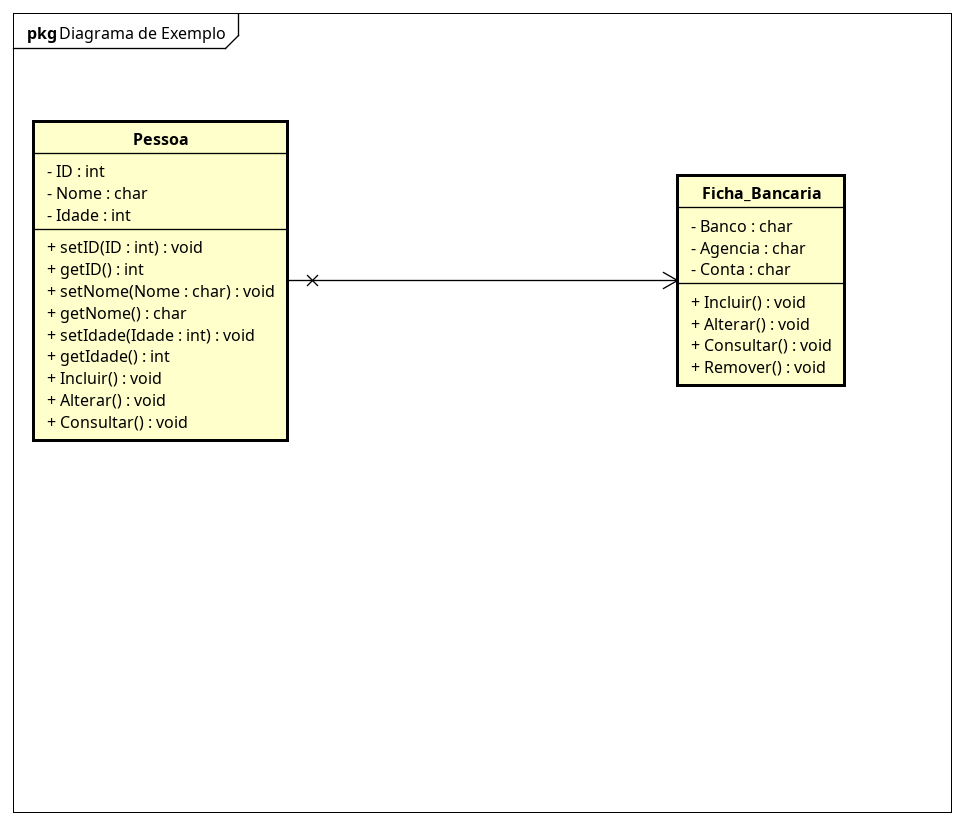 pkg Diagrama de Exemplo
Pessoa
- ID : int
- Nome : char
- Idade : int
+ setID(ID : int) : void
+ getID() : int
+ setNome(Nome : char) : void
+ getNome() : char
+ setIdade(Idade : int) : void
+ getIdade() : int
+ Incluir() : void
+ Alterar() : void
+ Consultar() : void
Ficha_Bancaria
- Banco : char
- Agencia : char
- Conta : char
+ Incluir() : void
+ Alterar() : void
+ Consultar() : void
+ Remover() : void